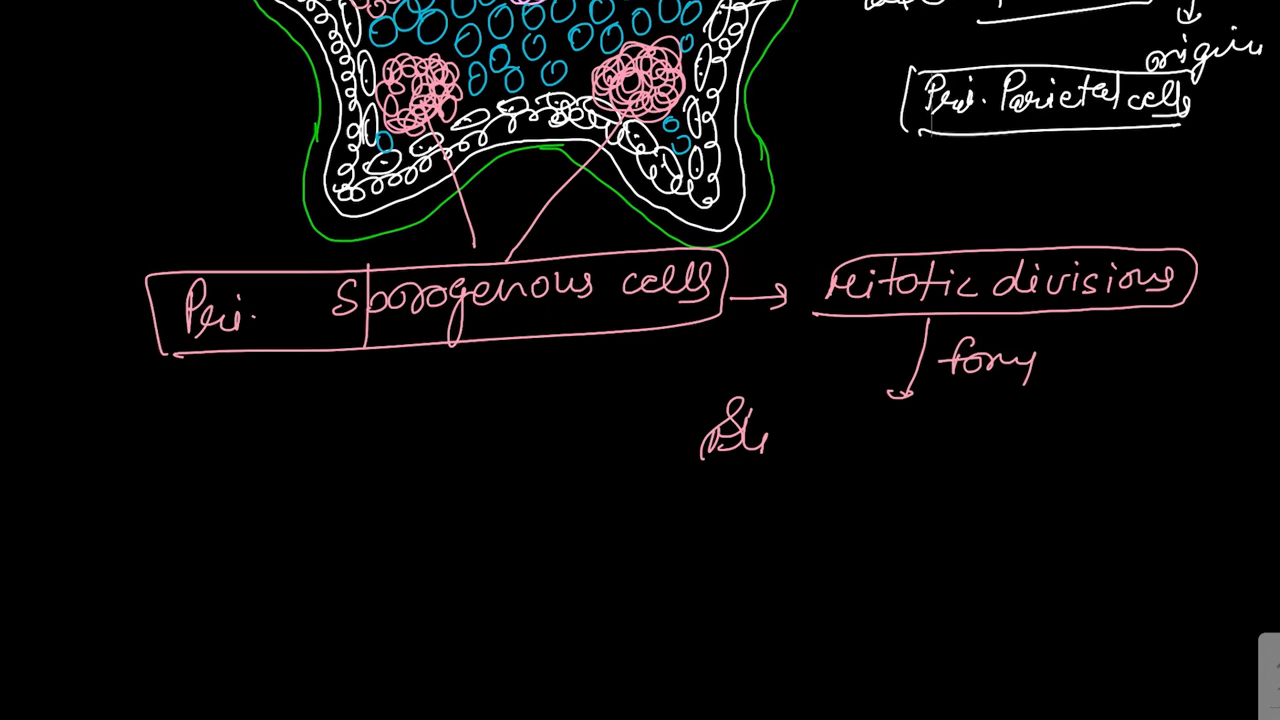 origin
Pri. Parietal cells
Pri. Sporogenous cells → mitotic divisions
form